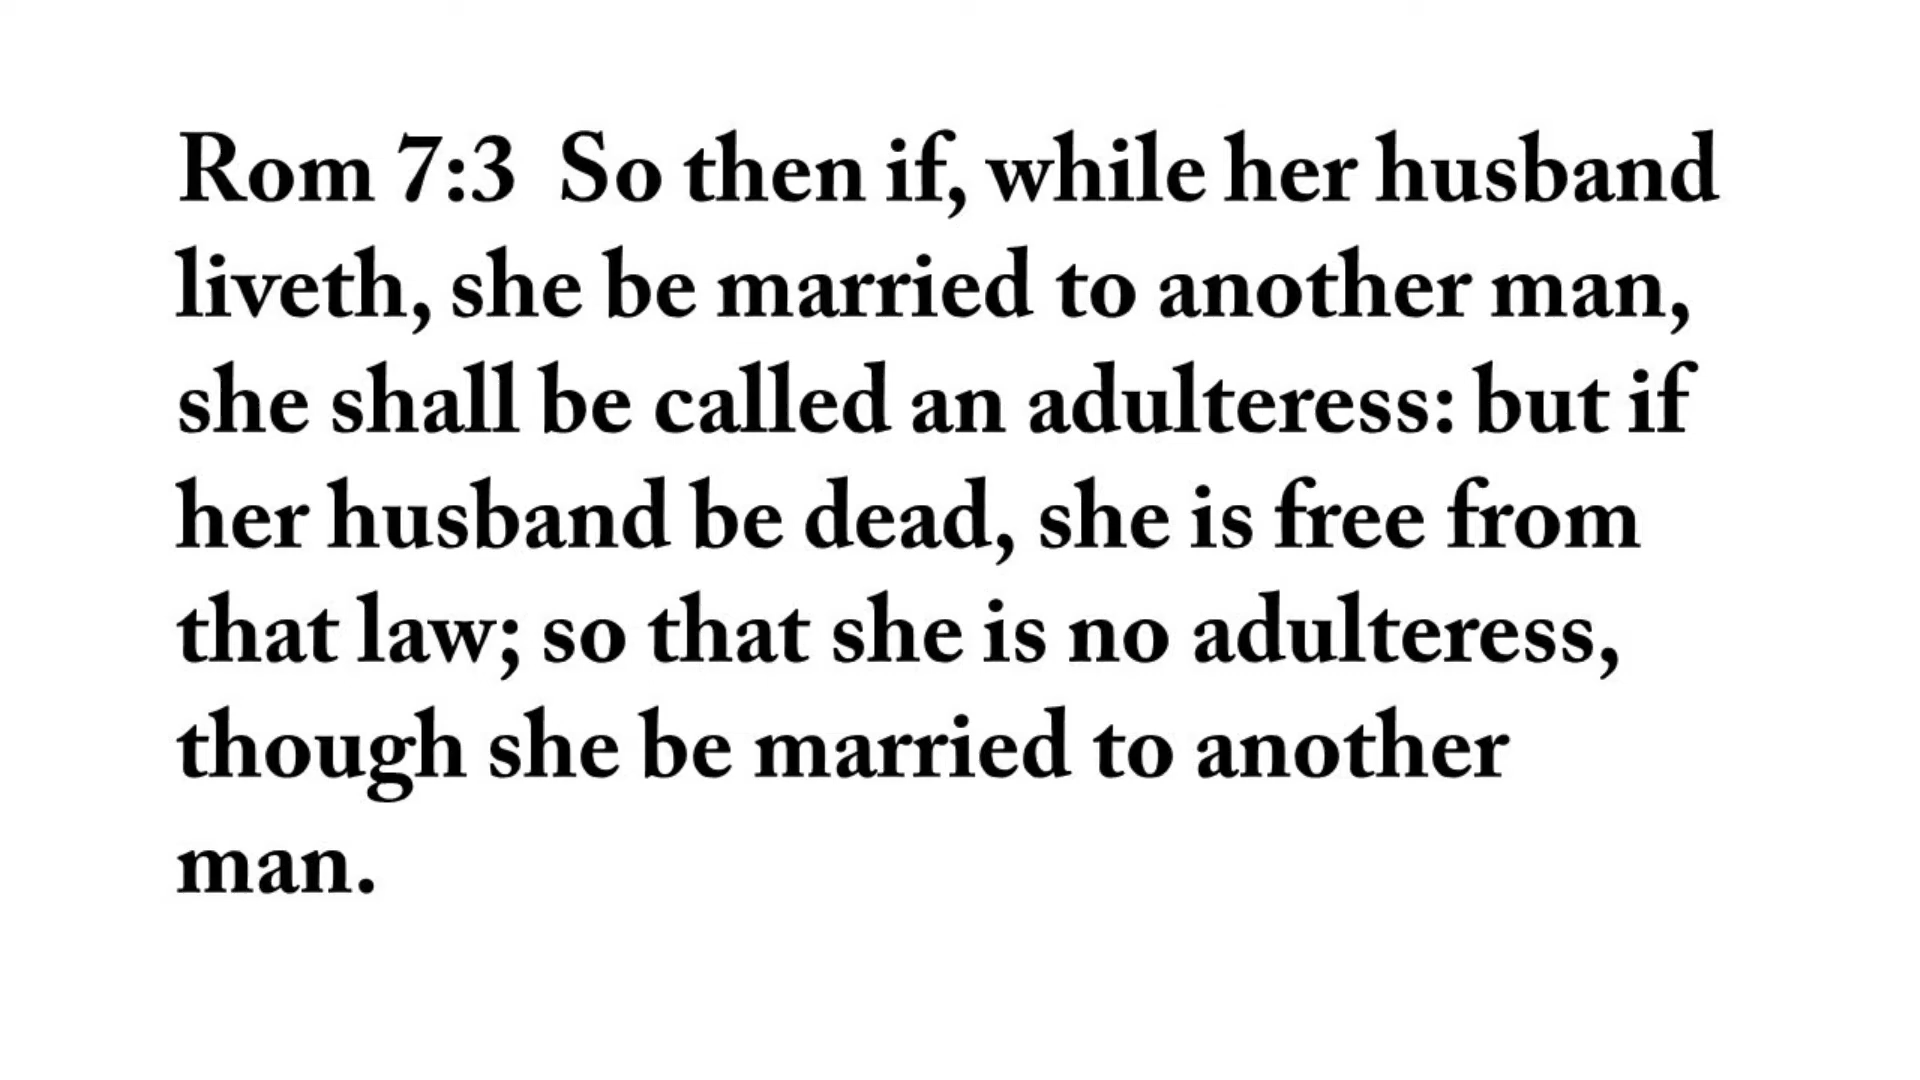 Rom 7:3  So then if, while her husband
liveth, she be married to another man,
she shall be called an adulteress: but if
her husband be dead, she is free from
that law; so that she is no adulteress,
though she be married to another
man.